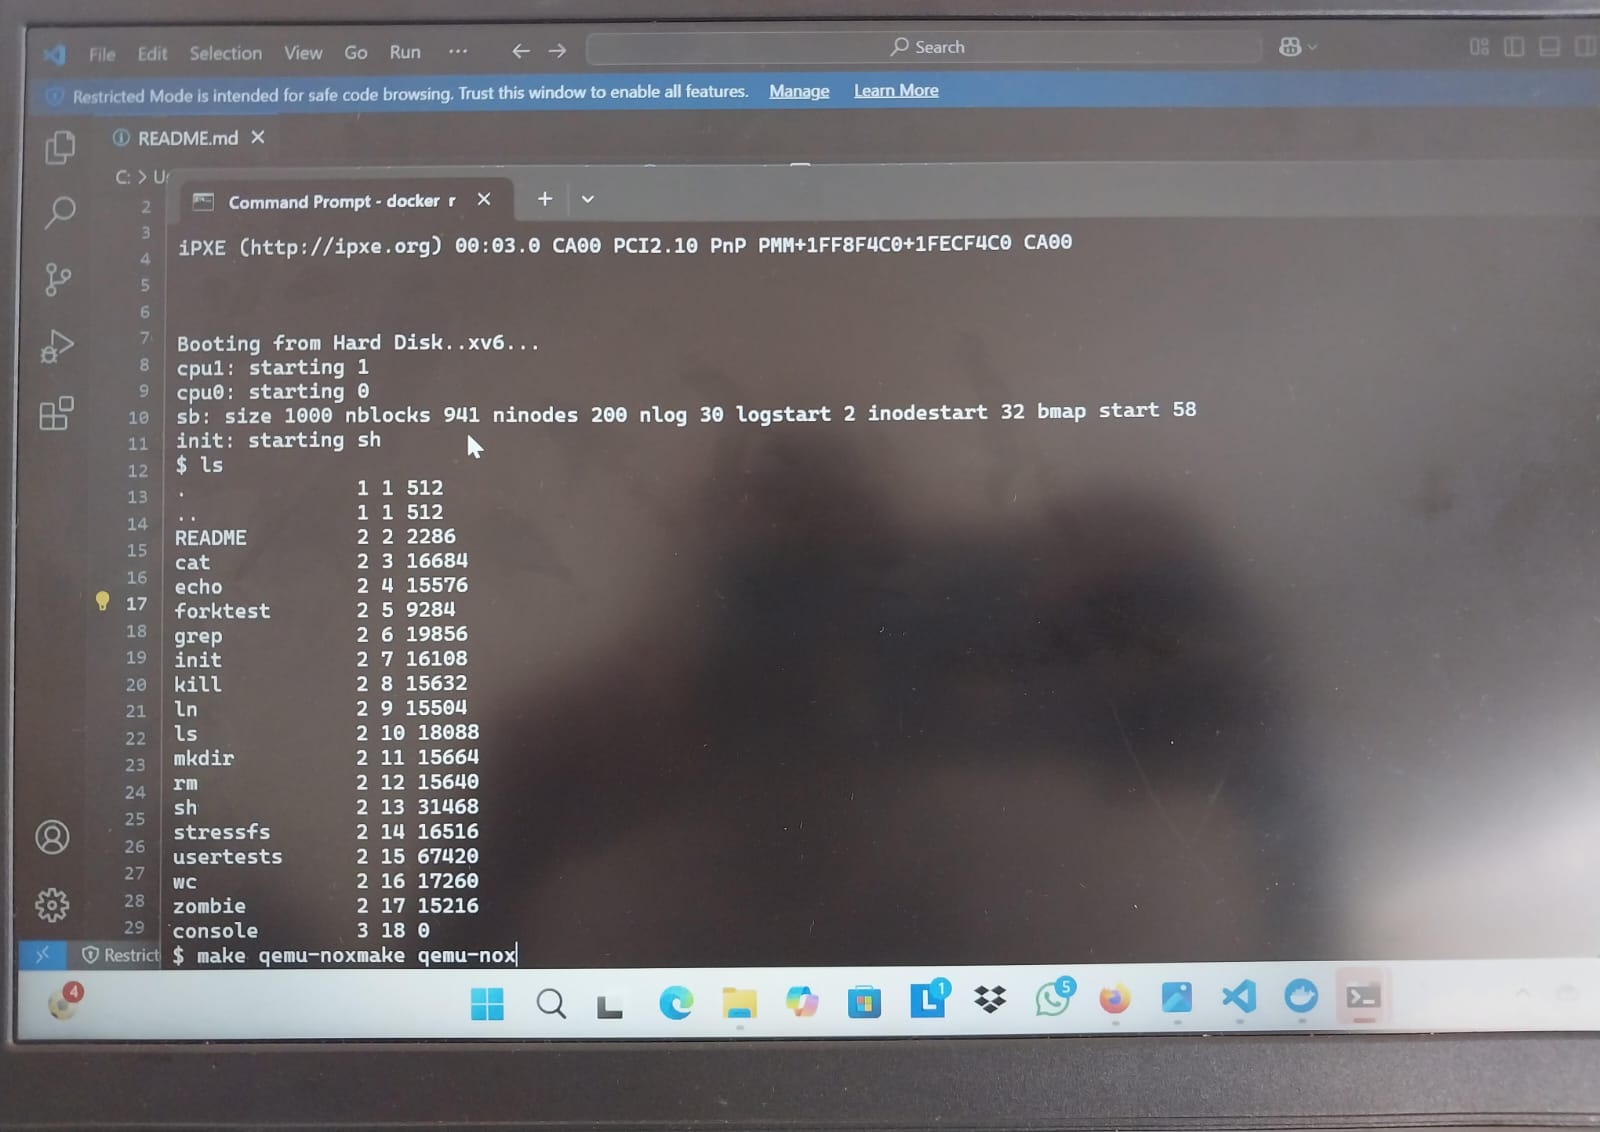 File Edit Selection View Go Run ... Search
Restricted Mode is intended for safe code browsing. Trust this window to enable all features. Manage Learn More
README.md
C: >
Command Prompt - docker r
2
3
4
5
6
7
8
9
10
11
12
13
14
15
16
17
18
19
20
21
22
23
24
25
26
27
28
29
iPXE (http://ipxe.org) 00:03.0 CA00 PCI2.10 PnP PMM+1FF8F4C0+1FECF4C0 CA00
Booting from Hard Disk..xv6...
cpu1: starting 1
cpu0: starting 0
sb: size 1000 nblocks 941 ninodes 200 nlog 30 logstart 2 inodestart 32 bmap start 58
init: starting sh
$ ls
. 1 1 512
.. 1 1 512
README 2 2 2286
cat 2 3 16684
echo 2 4 15576
forktest 2 5 9284
grep 2 6 19856
init 2 7 16108
kill 2 8 15632
ln 2 9 15504
ls 2 10 18088
mkdir 2 11 15664
rm 2 12 15640
sh 2 13 31468
stressfs 2 14 16516
usertests 2 15 67420
wc 2 16 17260
zombie 2 17 15216
console 3 18 0
$ make qemu-noxmake qemu-nox
Restrict
4
L 1
5